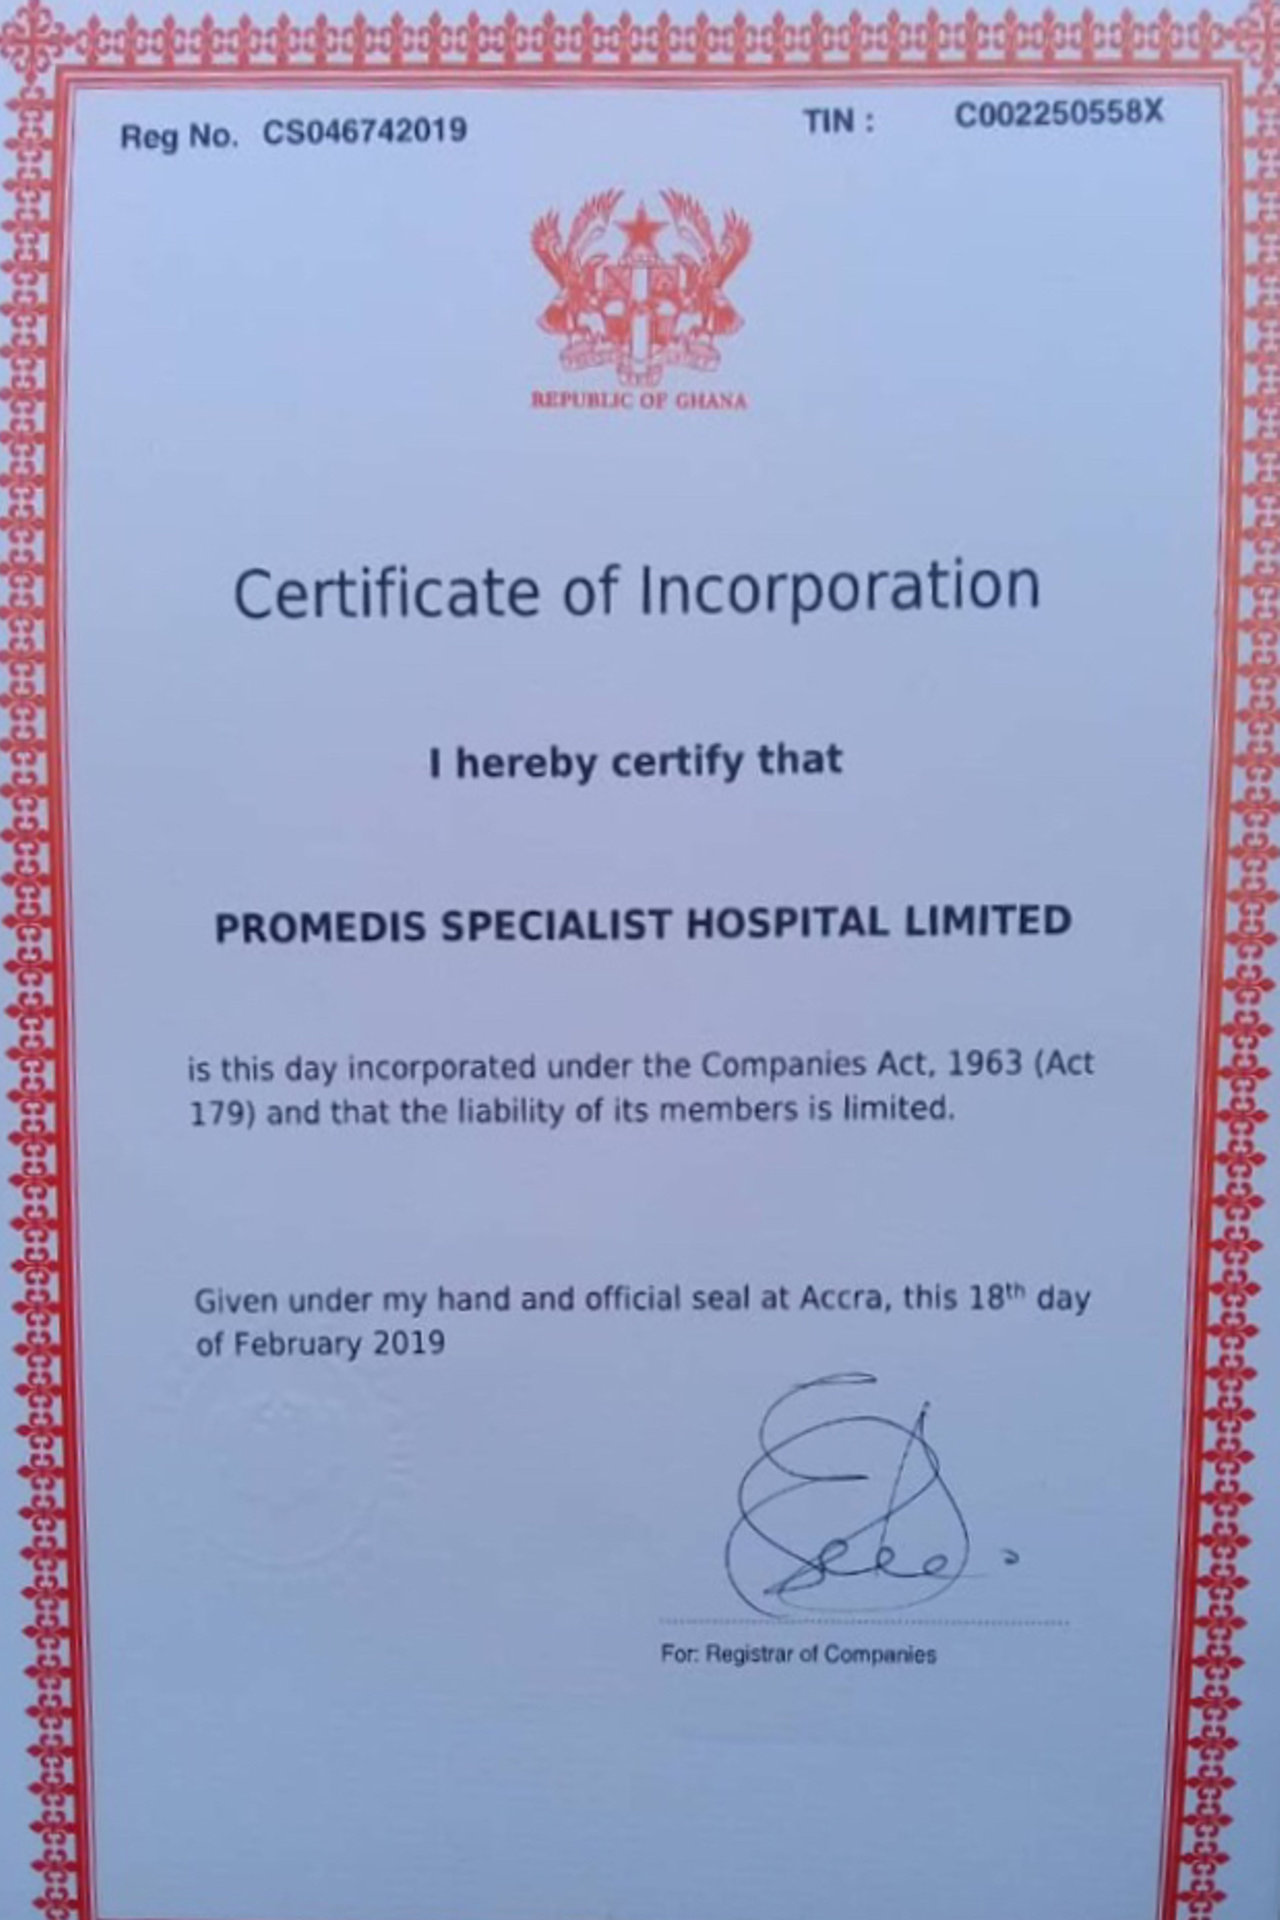 Reg No. CS046742019 TIN : C002250558X
REPUBLIC OF GHANA
Certificate of Incorporation
I hereby certify that
PROMEDIS SPECIALIST HOSPITAL LIMITED
is this day incorporated under the Companies Act, 1963 (Act
179) and that the liability of its members is limited.
Given under my hand and official seal at Accra, this 18th day
of February 2019
For: Registrar of Companies